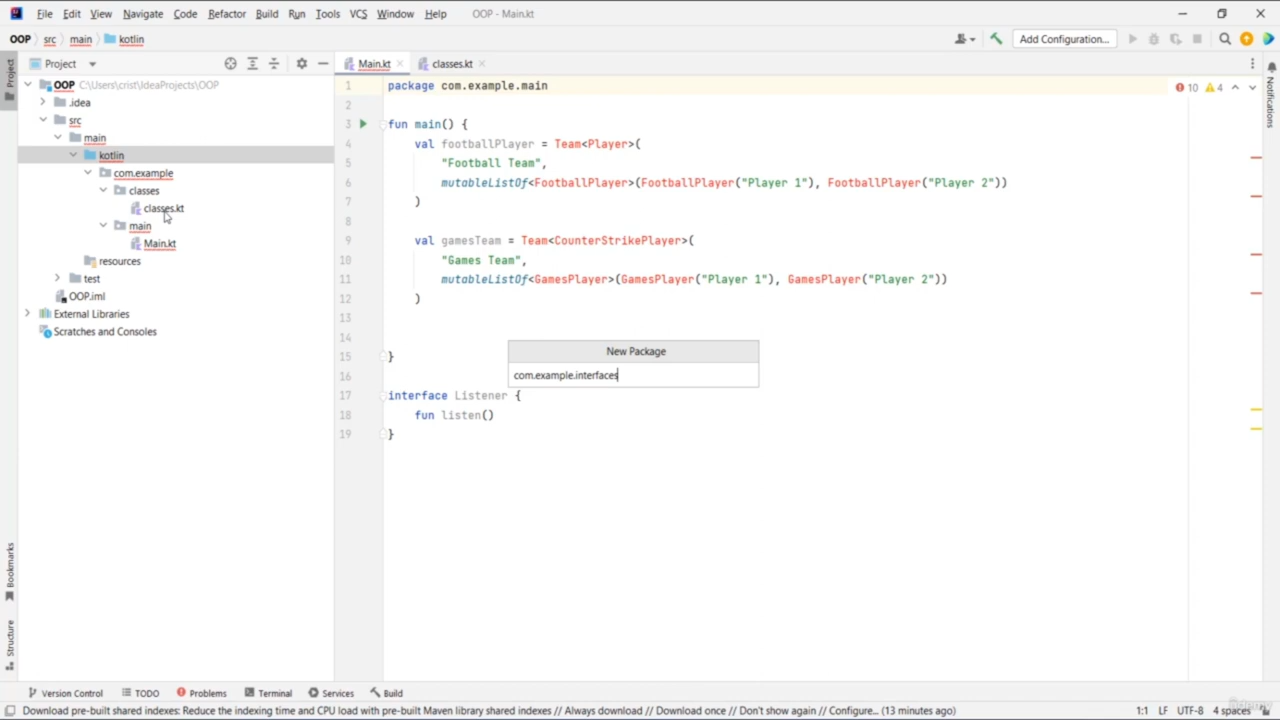 File Edit View Navigate Code Refactor Build Run Tools VCS Window Help OOP - Main.kt
OOP src main kotlin Add Configuration...
Project
Project
Main.kt
classes.kt
Notifications
OOP C:\Users\crist\IdeaProjects\OOP
.idea
src
main
kotlin
com.example
classes
classes.kt
main
Main.kt
resources
test
OOP.iml
External Libraries
Scratches and Consoles
10 4
1 package com.example.main
2
3 fun main() {
4 val footballPlayer = Team<Player>(
5 "Football Team",
6 mutableListOf<FootballPlayer>(FootballPlayer("Player 1"), FootballPlayer("Player 2"))
7 )
8
9 val gamesTeam = Team<CounterStrikePlayer>(
10 "Games Team",
11 mutableListOf<GamesPlayer>(GamesPlayer("Player 1"), GamesPlayer("Player 2"))
12 )
13
14
15 }
16
17 interface Listener {
18 fun listen()
19 }
New Package
com.example.interfaces
Bookmarks
Structure
Version Control TODO Problems Terminal Services Build
Download pre-built shared indexes: Reduce the indexing time and CPU load with pre-built Maven library shared indexes // Always download // Download once // Don't show again // Configure... (13 minutes ago) 1:1 LF UTF-8 4 spaces